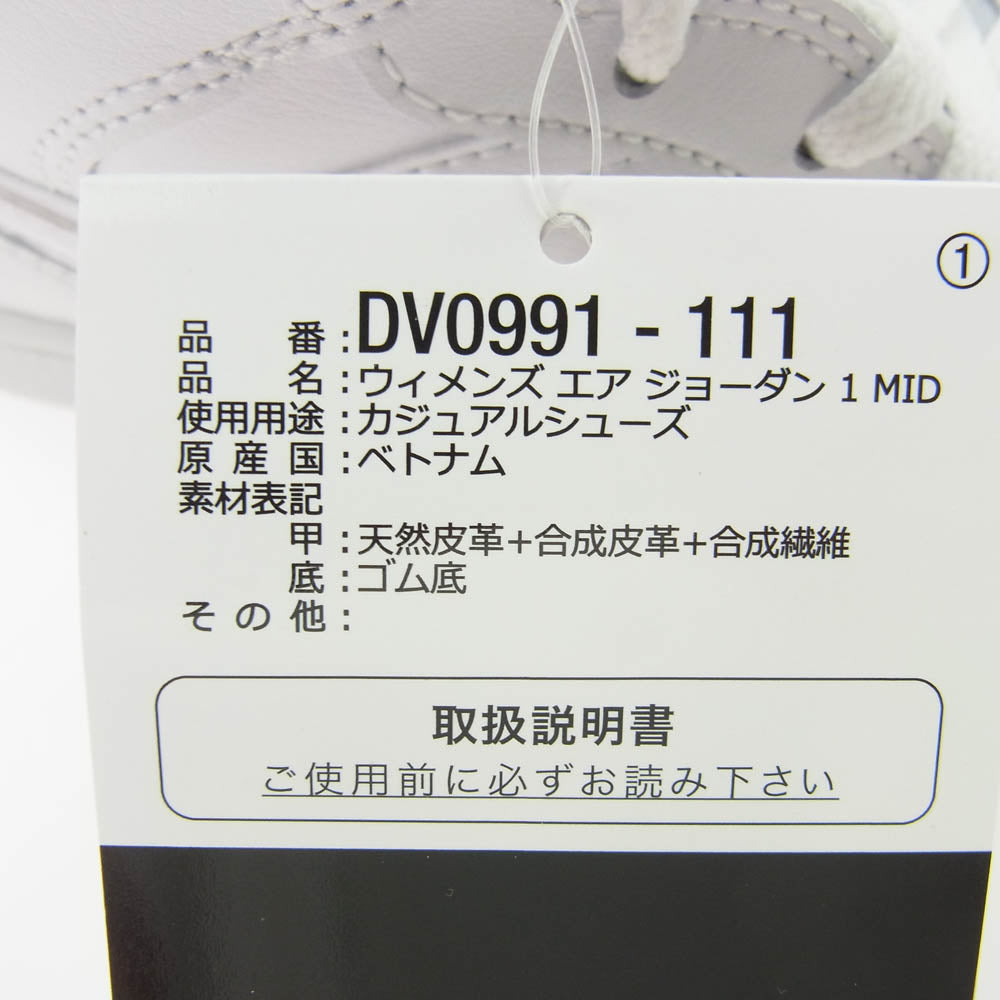 ①
品番:DV0991 - 111
品名:ウィメンズ エア ジョーダン 1 MID
使用用途:カジュアルシューズ
原産国:ベトナム
素材表記
甲:天然皮革+合成皮革+合成繊維
底:ゴム底
その他:
取扱説明書
ご使用前に必ずお読み下さい